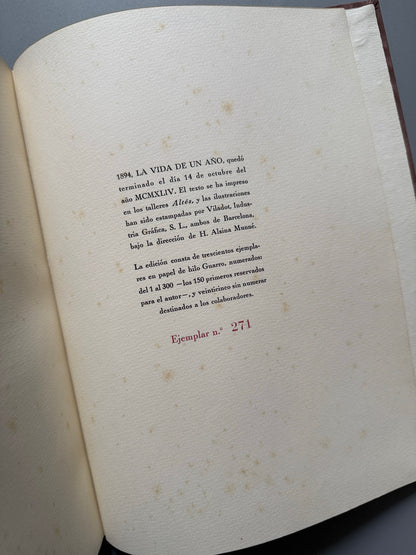 1894, LA VIDA DE UN AÑO, quedó
terminado el día 14 de octubre del
año MCMXLIV. El texto se ha impreso
en los talleres Altés, y las ilustraciones
han sido estampadas por Viladot, Indus-
tria Gráfica, S. L., ambos de Barcelona,
bajo la dirección de H. Alsina Munné.
La edición consta de trescientos ejempla-
res en papel de hilo Guarro, numerados:
del 1 al 300 —los 150 primeros reservados
para el autor—, y veinticinco sin numerar
destinados a los colaboradores.
Ejemplar n.º 271